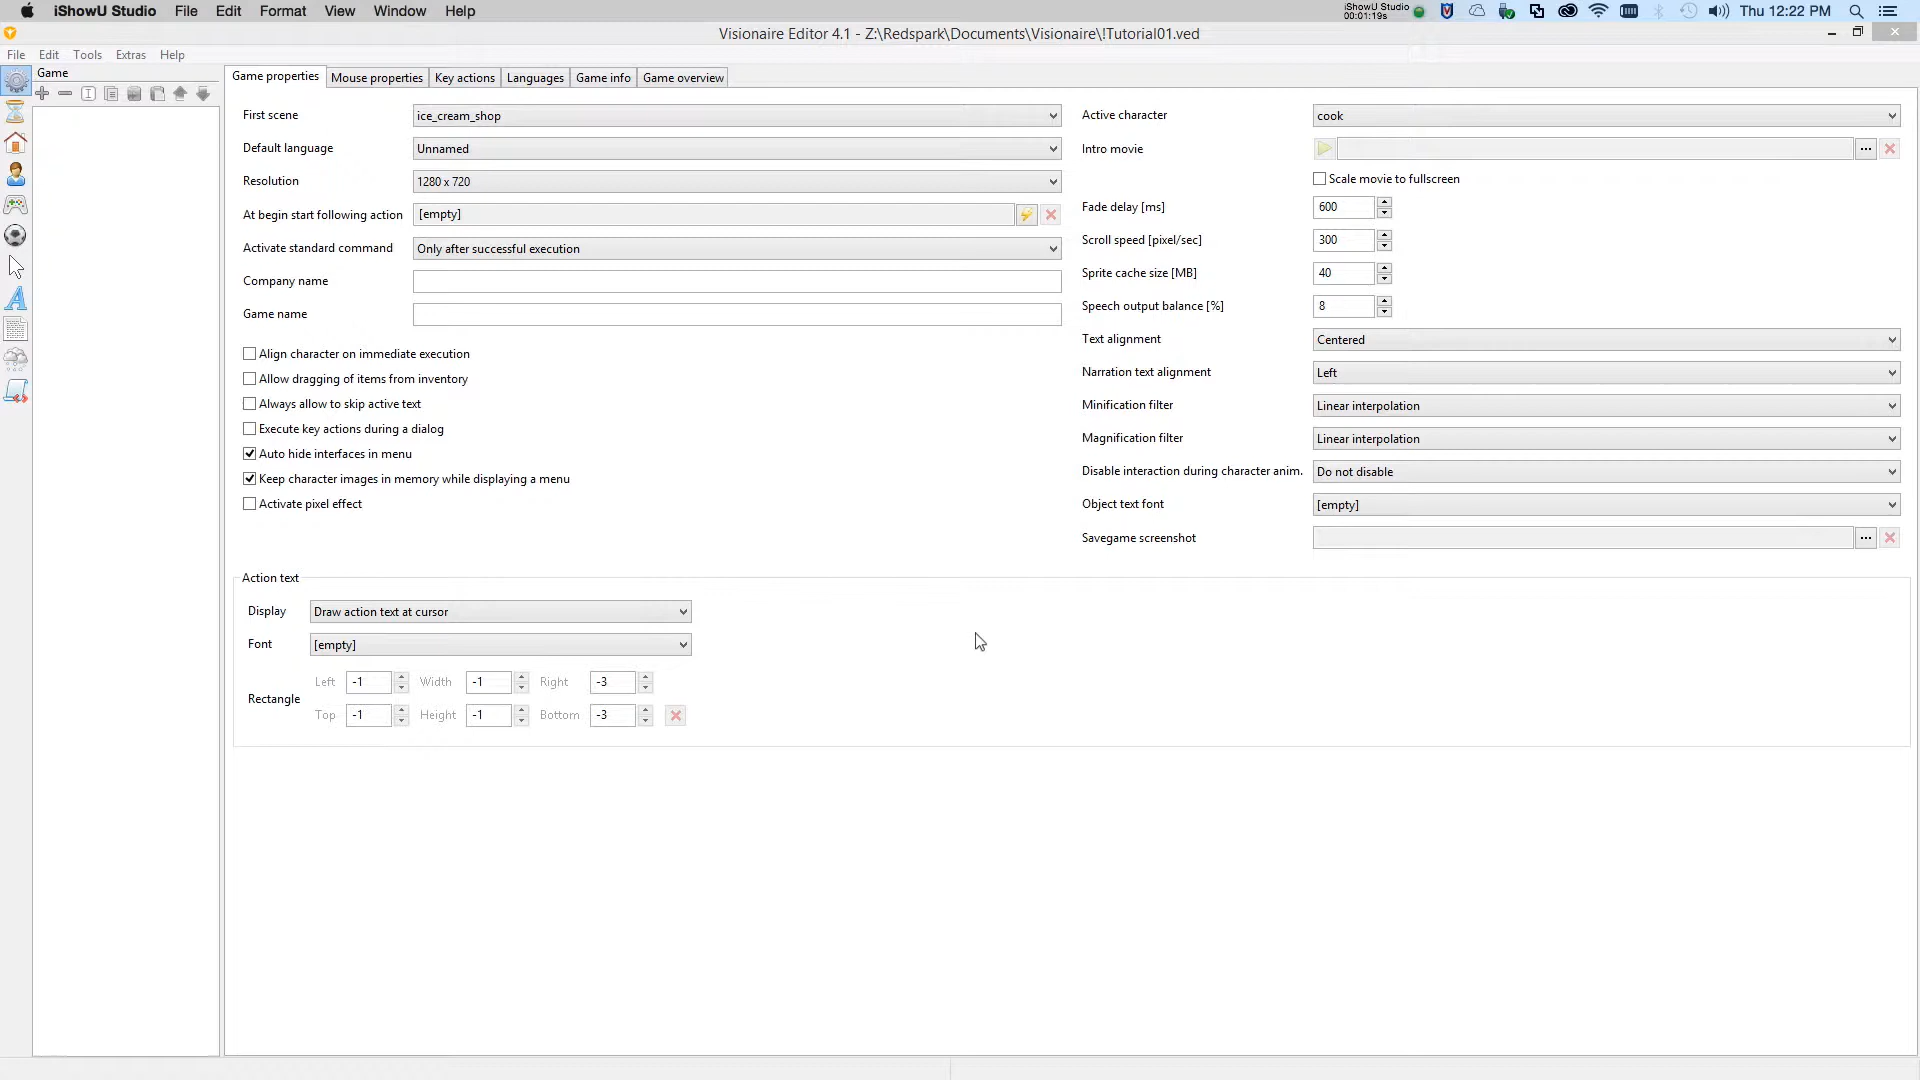 iShowU Studio File Edit Format View Window Help
iShowU Studio
00:01:19s
Thu 12:22 PM
Visionaire Editor 4.1 - Z:\Redspark\Documents\Visionaire\!Tutorial01.ved
File Edit Tools Extras Help
Game
Game properties Mouse properties Key actions Languages Game info Game overview
First scene ice_cream_shop
Default language Unnamed
Resolution 1280 x 720
At begin start following action [empty]
Activate standard command Only after successful execution
Company name
Game name
Align character on immediate execution
Allow dragging of items from inventory
Always allow to skip active text
Execute key actions during a dialog
Auto hide interfaces in menu
Keep character images in memory while displaying a menu
Activate pixel effect
Active character cook
Intro movie ...
Scale movie to fullscreen
Fade delay [ms] 600
Scroll speed [pixel/sec] 300
Sprite cache size [MB] 40
Speech output balance [%] 8
Text alignment Centered
Narration text alignment Left
Minification filter Linear interpolation
Magnification filter Linear interpolation
Disable interaction during character anim. Do not disable
Object text font [empty]
Savegame screenshot ...
Action text
Display Draw action text at cursor
Font [empty]
Rectangle
Left -1 Width -1 Right -3
Top -1 Height -1 Bottom -3